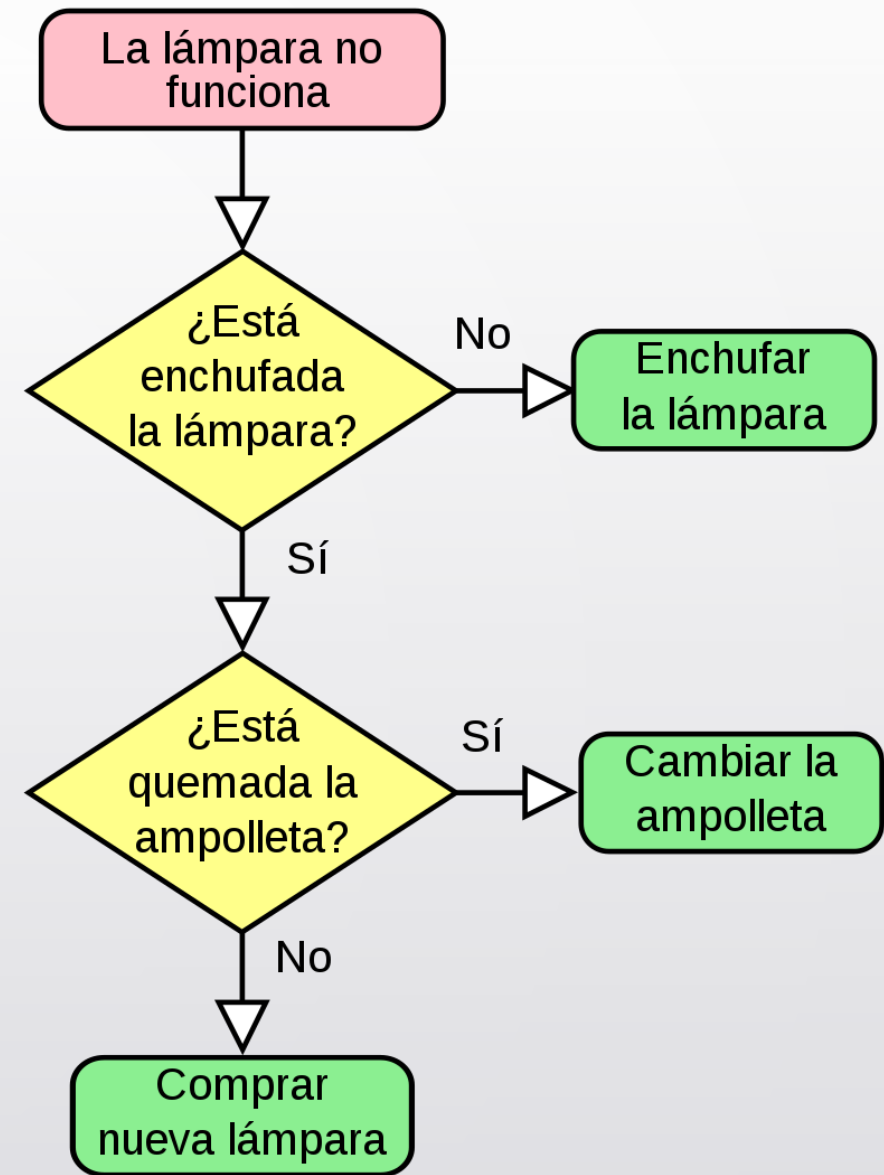 La lámpara no
funciona
¿Está
enchufada
la lámpara?
No
Enchufar
la lámpara
Sí
¿Está
quemada la
ampolleta?
Sí
Cambiar la
ampolleta
No
Comprar
nueva lámpara